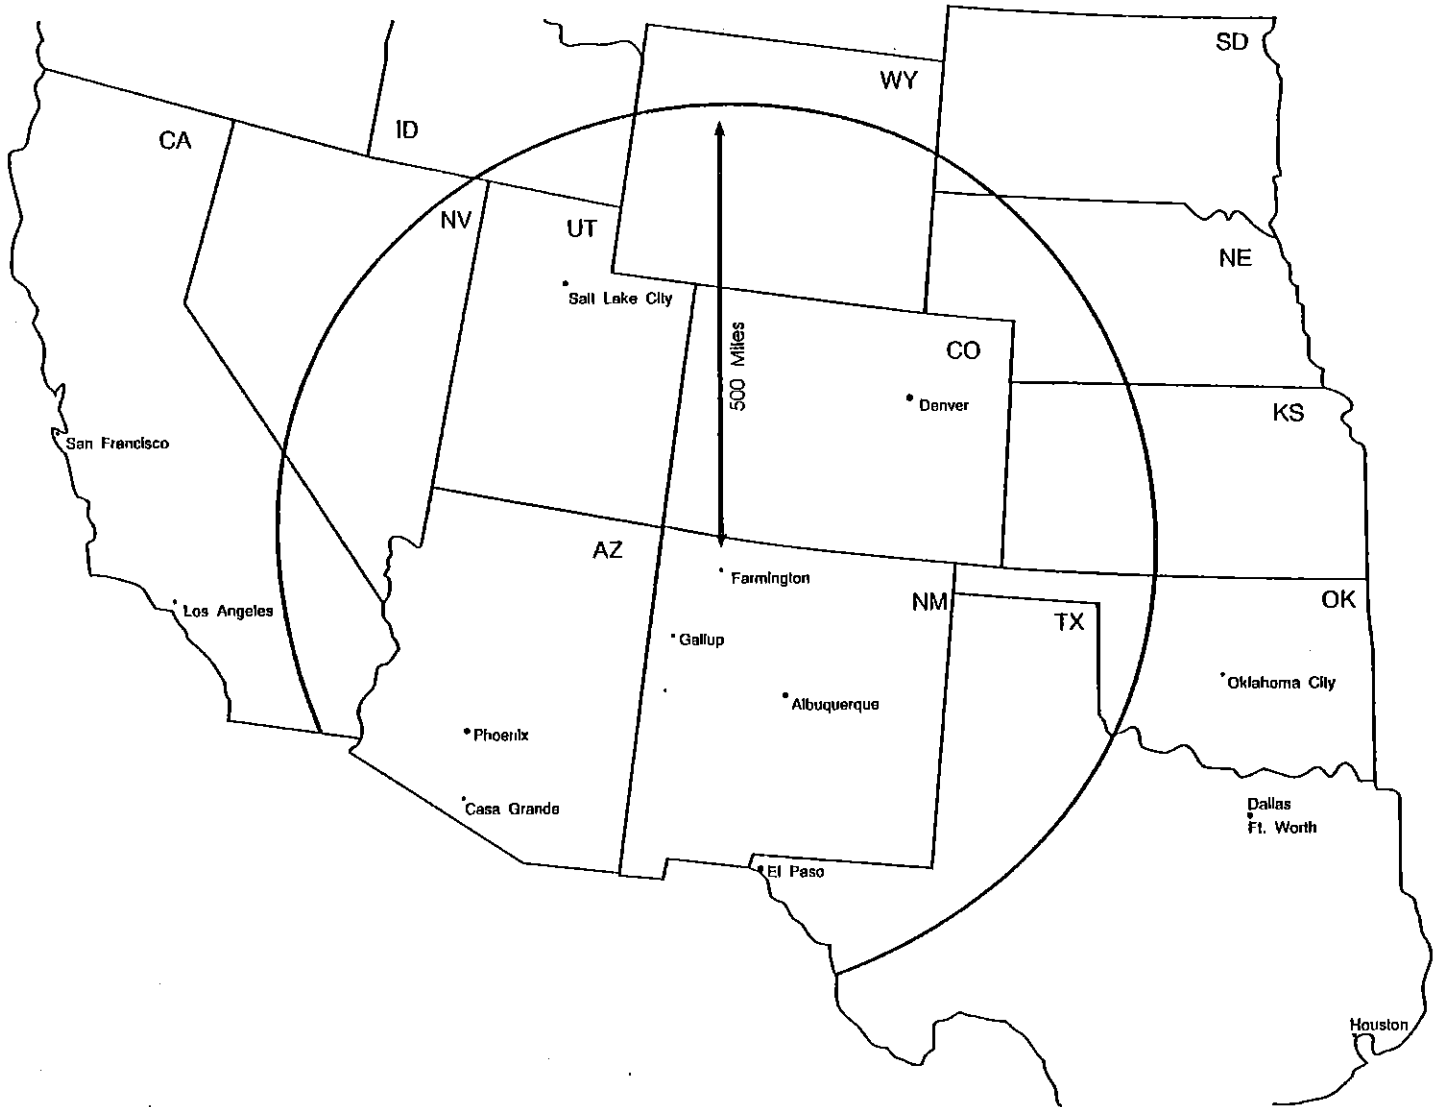 SD
WY
ID
CA
NV
UT
NE
Salt Lake City
500 Miles
CO
Denver
KS
San Francisco
AZ
Farmington
NM
OK
Los Angeles
TX
Gallup
Oklahoma City
Albuquerque
Phoenix
Casa Grande
Dallas
Ft. Worth
El Paso
Houston